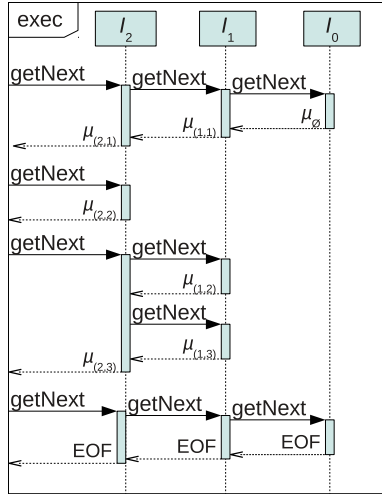 exec I2 I1 I0
getNext getNext getNext
μ(2,1) μ(1,1) μØ
getNext
μ(2,2)
getNext getNext
μ(1,2)
getNext
μ(2,3) μ(1,3)
getNext getNext getNext
EOF EOF EOF